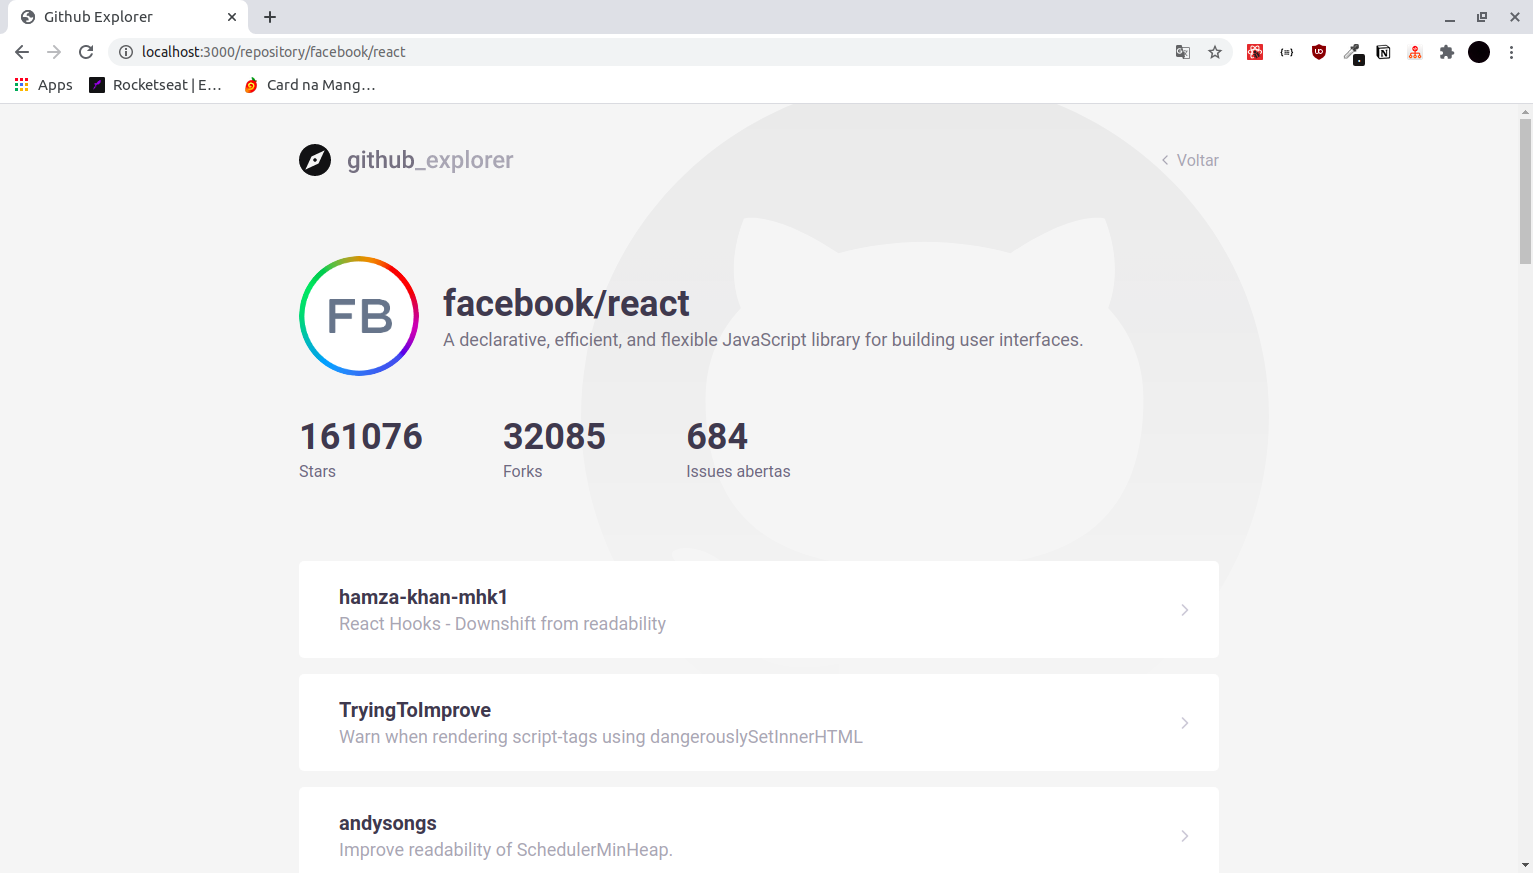 Github Explorer
localhost:3000/repository/facebook/react
Apps
Rocketseat | E...
Card na Mang...
github_explorer
Voltar
FB
facebook/react
A declarative, efficient, and flexible JavaScript library for building user interfaces.
161076 32085 684
Stars Forks Issues abertas
hamza-khan-mhk1
React Hooks - Downshift from readability
TryingToImprove
Warn when rendering script-tags using dangerouslySetInnerHTML
andysongs
Improve readability of SchedulerMinHeap.